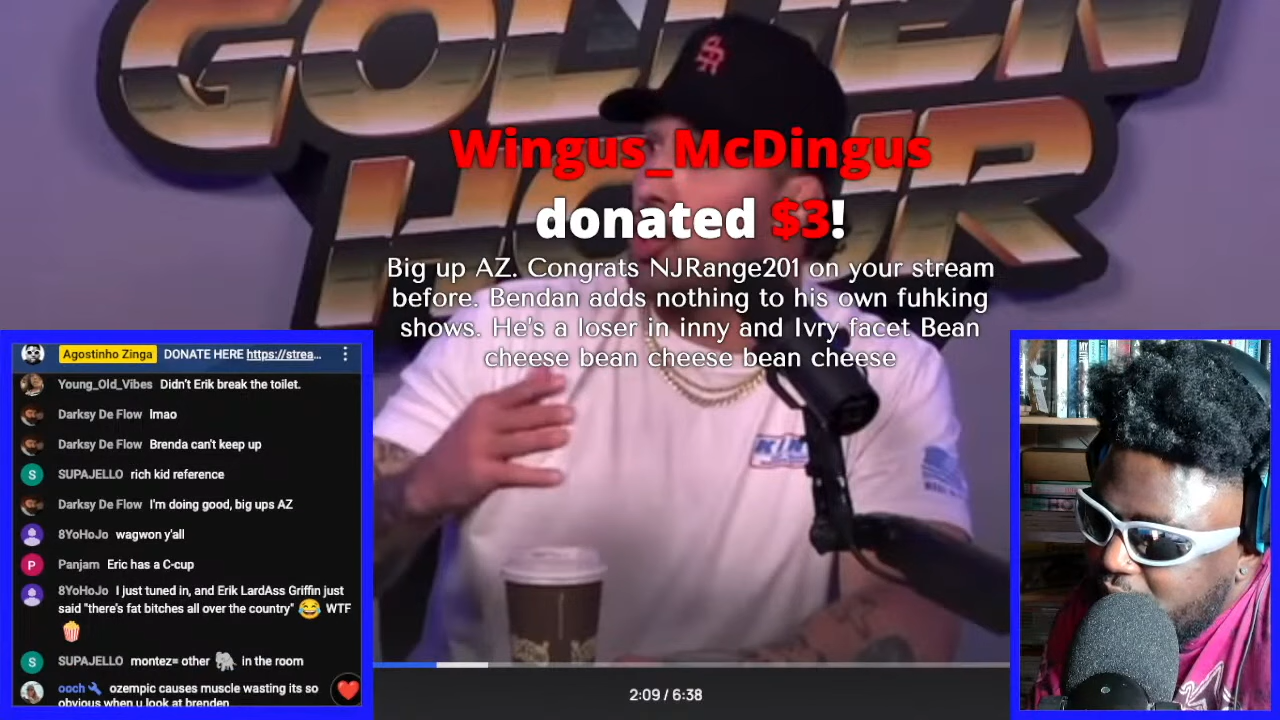 GOLDEN
HOUR
SR
Wingus_McDingus
donated $3!
Big up AZ. Congrats NJRange201 on your stream
before. Bendan adds nothing to his own fuhking
shows. He's a loser in inny and Ivry facet Bean
cheese bean cheese bean cheese
Agostinho Zinga DONATE HERE https://strea...
Young_Old_Vibes Didn't Erik break the toilet.
Darksy De Flow lmao
Darksy De Flow Brenda can't keep up
SUPAJELLO rich kid reference
Darksy De Flow I'm doing good, big ups AZ
8YoHoJo wagwon y'all
Panjam Eric has a C-cup
8YoHoJo I just tuned in, and Erik LardAss Griffin just
said "there's fat bitches all over the country" 😂 WTF
🍿
SUPAJELLO montez= other 🐘 in the room
ooch 🔧 ozempic causes muscle wasting its so
obvious when u look at brenden
2:09 / 6:38